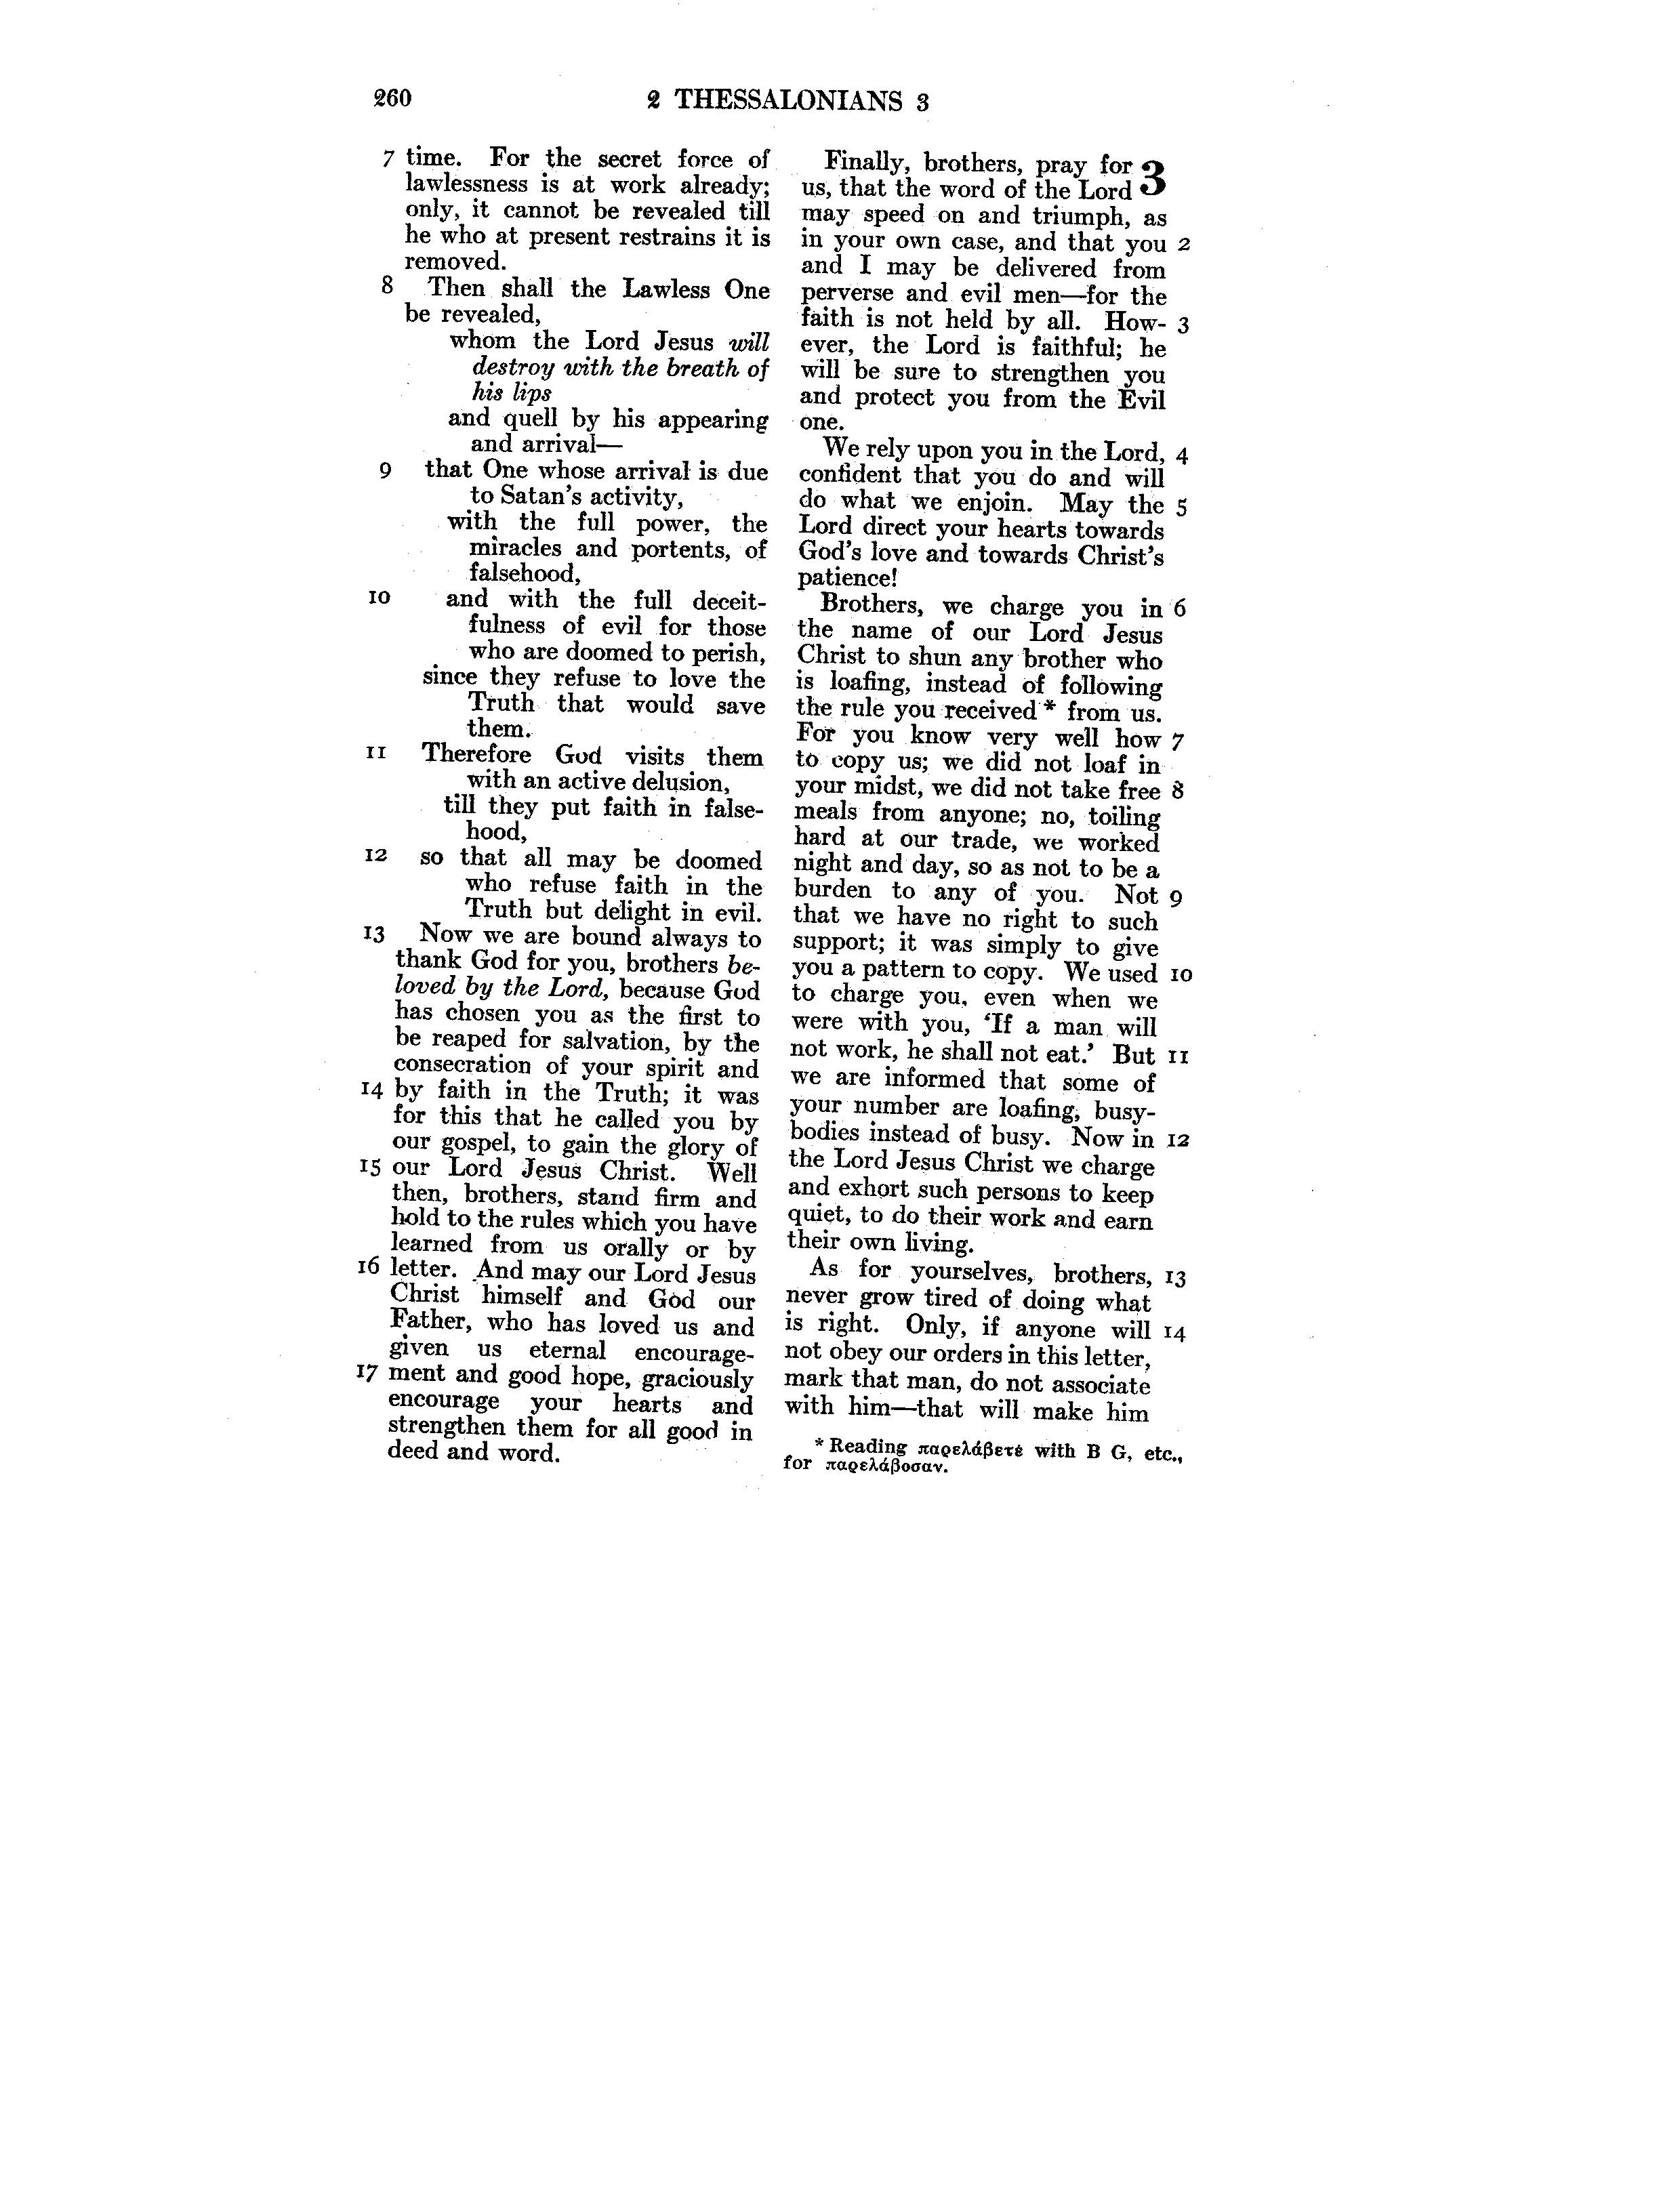 260
2 THESSALONIANS 3
7 time. For the secret force of
lawlessness is at work already;
only, it cannot be revealed till
he who at present restrains it is
removed.
8 Then shall the Lawless One
be revealed,
whom the Lord Jesus will
destroy with the breath of
his lips
and quell by his appearing
and arrival—
9 that One whose arrival is due
to Satan's activity,
with the full power, the
miracles and portents, of
falsehood,
10 and with the full deceit-
fulness of evil for those
who are doomed to perish,
since they refuse to love the
Truth that would save
them.
11 Therefore God visits them
with an active delusion,
till they put faith in false-
hood,
12 so that all may be doomed
who refuse faith in the
Truth but delight in evil.
13 Now we are bound always to
thank God for you, brothers be-
loved by the Lord, because God
has chosen you as the first to
be reaped for salvation, by the
consecration of your spirit and
14 by faith in the Truth; it was
for this that he called you by
our gospel, to gain the glory of
15 our Lord Jesus Christ. Well
then, brothers, stand firm and
hold to the rules which you have
learned from us orally or by
16 letter. And may our Lord Jesus
Christ himself and God our
Father, who has loved us and
given us eternal encourage-
17 ment and good hope, graciously
encourage your hearts and
strengthen them for all good in
deed and word.
Finally, brothers, pray for 3
us, that the word of the Lord
may speed on and triumph, as
in your own case, and that you 2
and I may be delivered from
perverse and evil men—for the
faith is not held by all. How- 3
ever, the Lord is faithful; he
will be sure to strengthen you
and protect you from the Evil
one.
We rely upon you in the Lord, 4
confident that you do and will
do what we enjoin. May the 5
Lord direct your hearts towards
God's love and towards Christ's
patience!
Brothers, we charge you in 6
the name of our Lord Jesus
Christ to shun any brother who
is loafing, instead of following
the rule you received * from us.
For you know very well how 7
to copy us; we did not loaf in
your midst, we did not take free 8
meals from anyone; no, toiling
hard at our trade, we worked
night and day, so as not to be a
burden to any of you. Not 9
that we have no right to such
support; it was simply to give
you a pattern to copy. We used 10
to charge you, even when we
were with you, ‘If a man will
not work, he shall not eat.’ But 11
we are informed that some of
your number are loafing, busy-
bodies instead of busy. Now in 12
the Lord Jesus Christ we charge
and exhort such persons to keep
quiet, to do their work and earn
their own living.
As for yourselves, brothers, 13
never grow tired of doing what
is right. Only, if anyone will 14
not obey our orders in this letter,
mark that man, do not associate
with him—that will make him
* Reading παρελάβετε with B G, etc.,
for παρελάβοσαν.